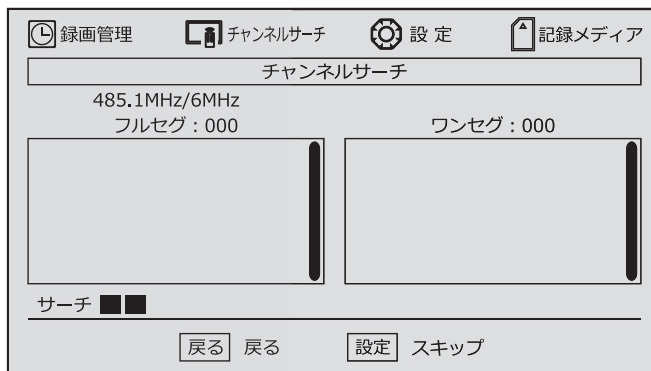 録画管理 チャンネルサーチ 設 定 記録メディア
チャンネルサーチ
485.1MHz/6MHz
フルセグ：000 ワンセグ：000
サーチ
戻る 戻る 設定 スキップ